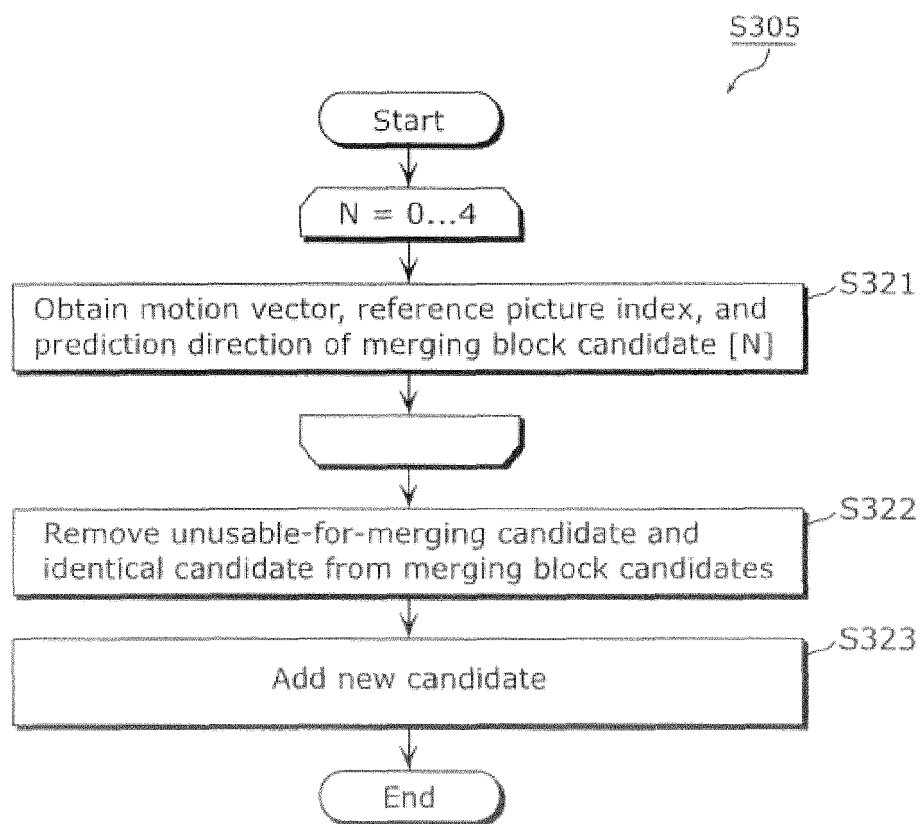 S305
Start
N = 0...4
S321
Obtain motion vector, reference picture index, and
prediction direction of merging block candidate [N]
S322
Remove unusable-for-merging candidate and
identical candidate from merging block candidates
S323
Add new candidate
End